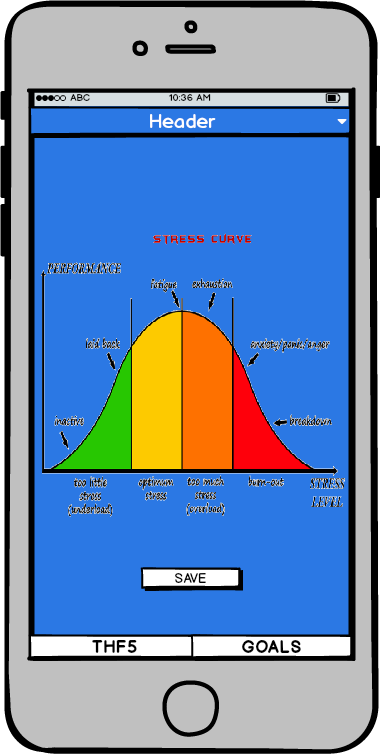 ABC 10:36 AM
Header
STRESS CURVE
PERFORMANCE
fatigue
exhaustion
laid back
anxiety/panic/anger
inactive
breakdown
too little
stress
(underload)
optimum
stress
too much
stress
(overload)
burn-out
STRESS
LEVEL
SAVE
THF5
GOALS